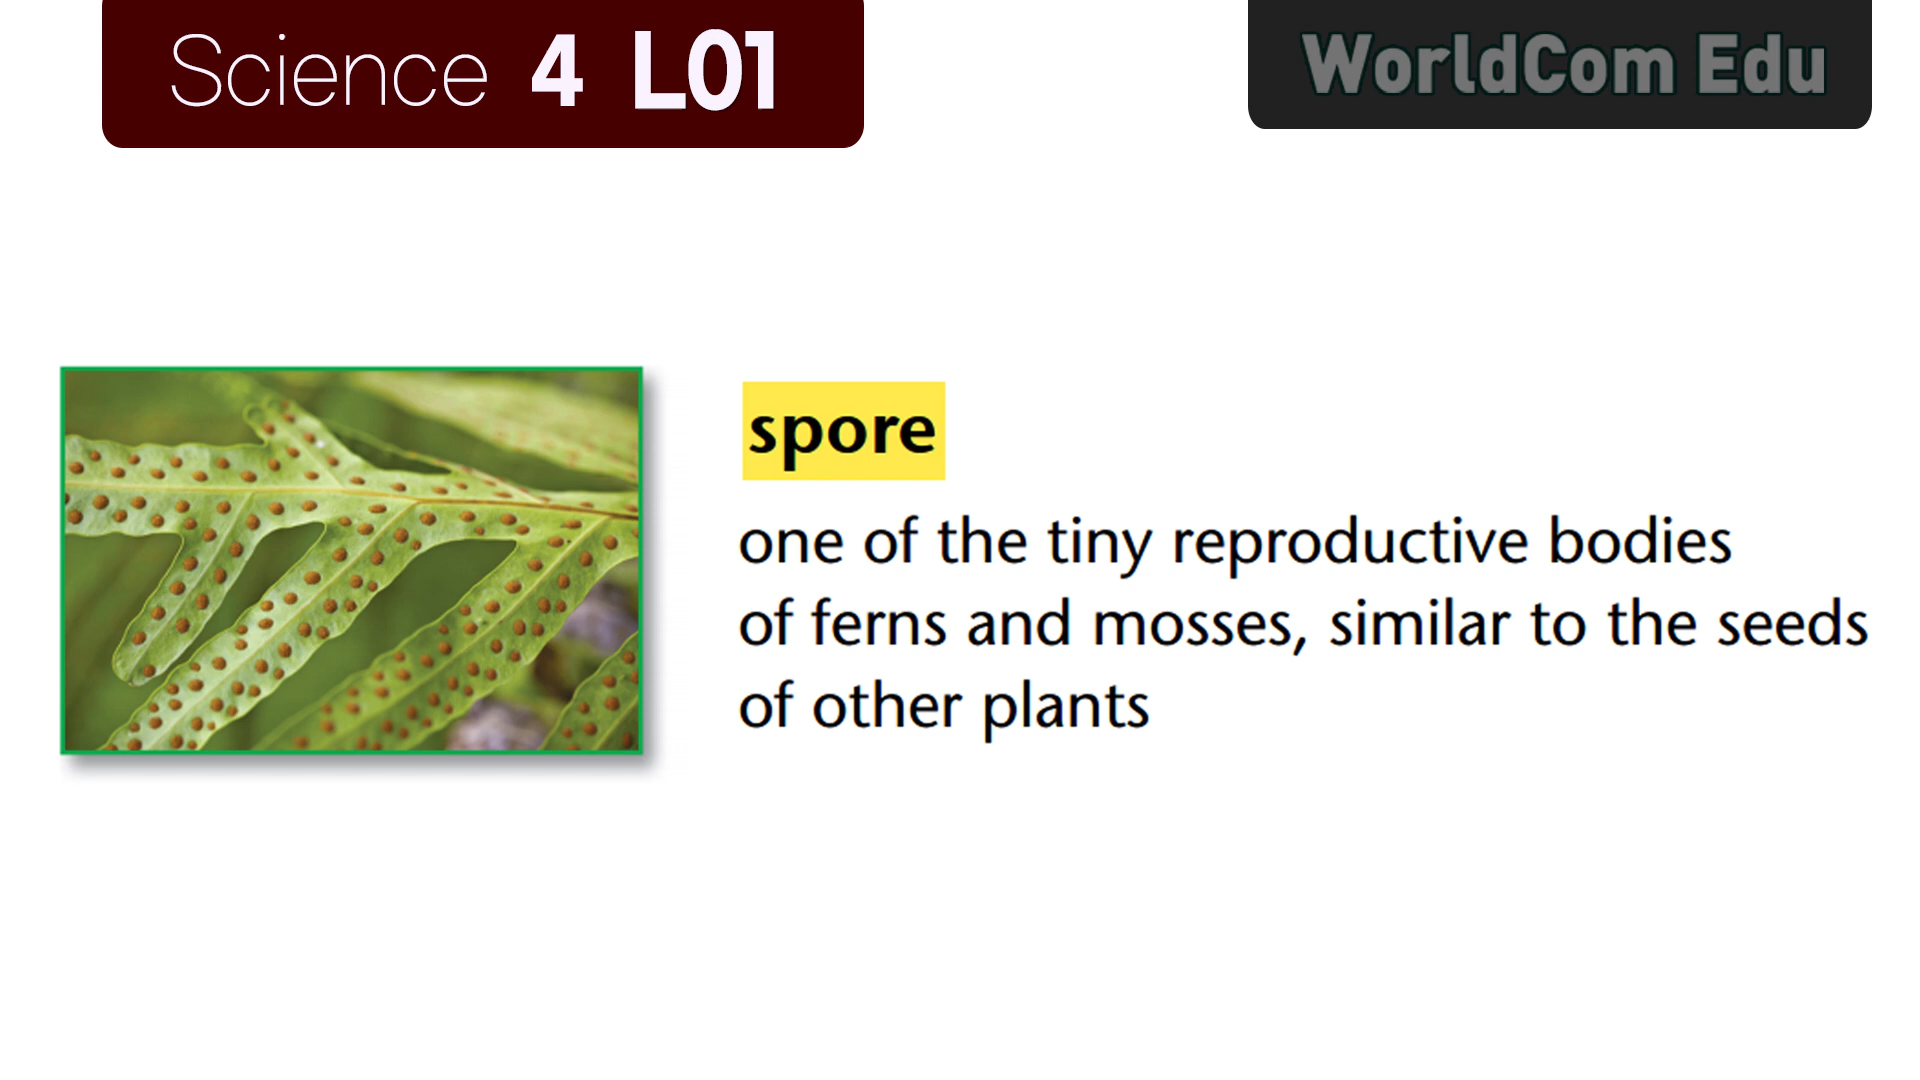 Science 4 L01
WorldCom Edu
spore
one of the tiny reproductive bodies
of ferns and mosses, similar to the seeds
of other plants